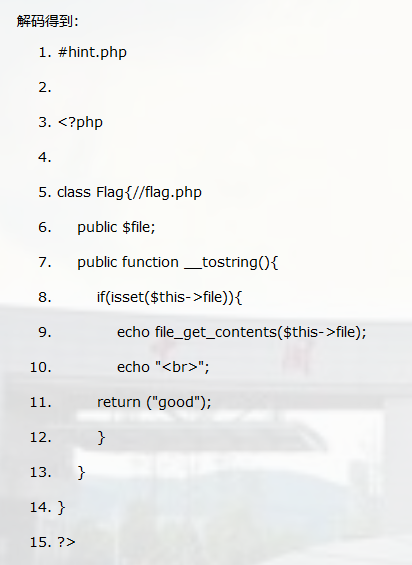 解码得到：
1. #hint.php
2.
3. <?php
4.
5. class Flag{//flag.php
6. public $file;
7. public function __tostring(){
8. if(isset($this->file)){
9. echo file_get_contents($this->file);
10. echo "<br>";
11. return ("good");
12. }
13. }
14. }
15. ?>